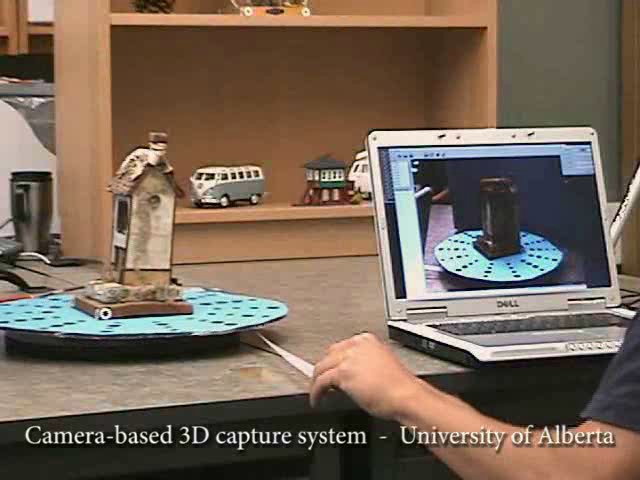 DELL
Camera-based 3D capture system - University of Alberta